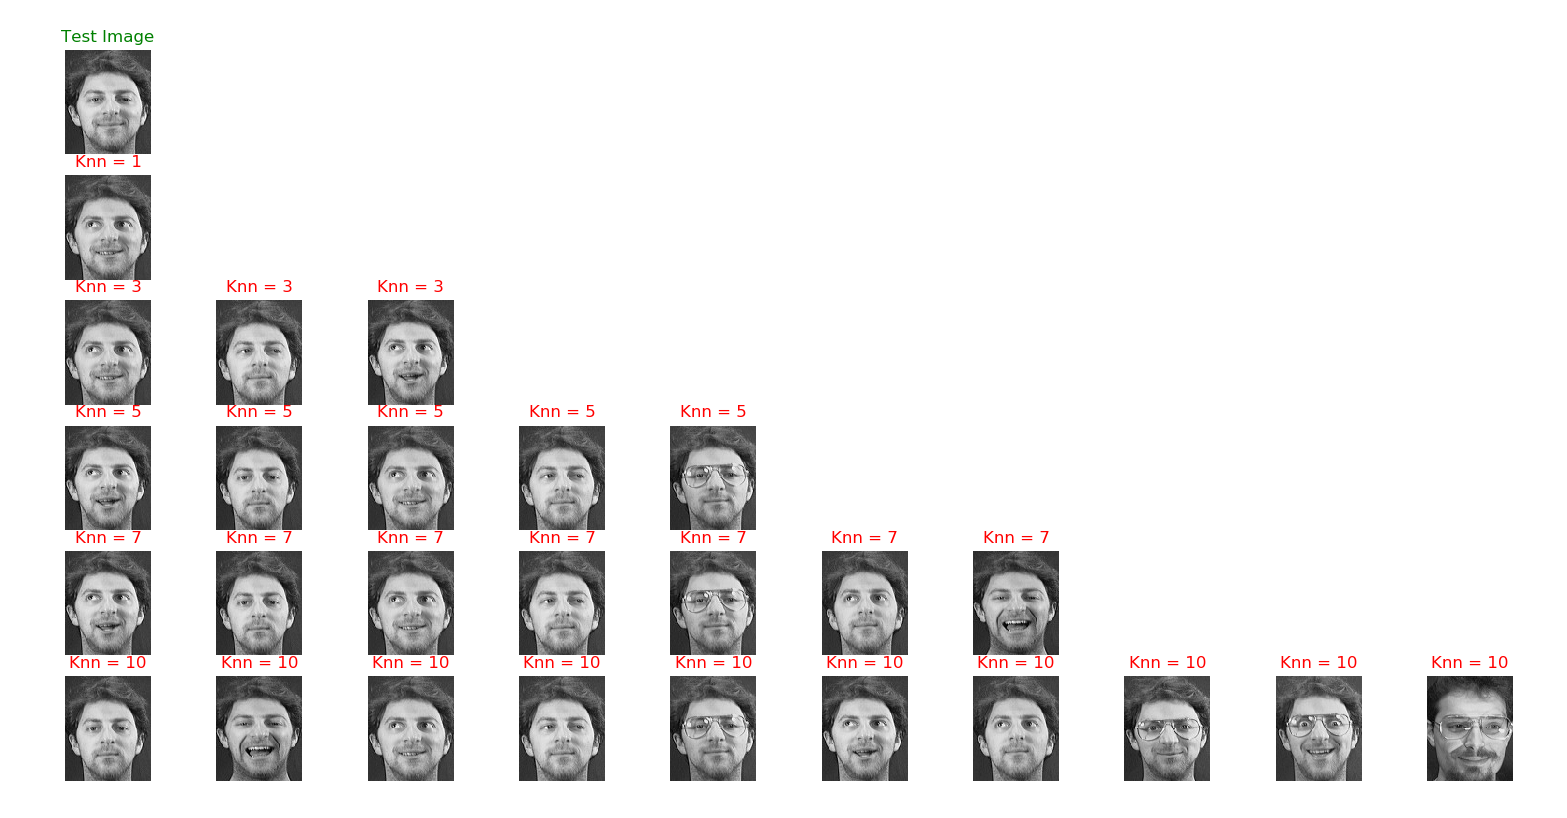 Test Image
Knn = 1
Knn = 3 Knn = 3 Knn = 3
Knn = 5 Knn = 5 Knn = 5 Knn = 5 Knn = 5
Knn = 7 Knn = 7 Knn = 7 Knn = 7 Knn = 7 Knn = 7 Knn = 7
Knn = 10 Knn = 10 Knn = 10 Knn = 10 Knn = 10 Knn = 10 Knn = 10 Knn = 10 Knn = 10 Knn = 10